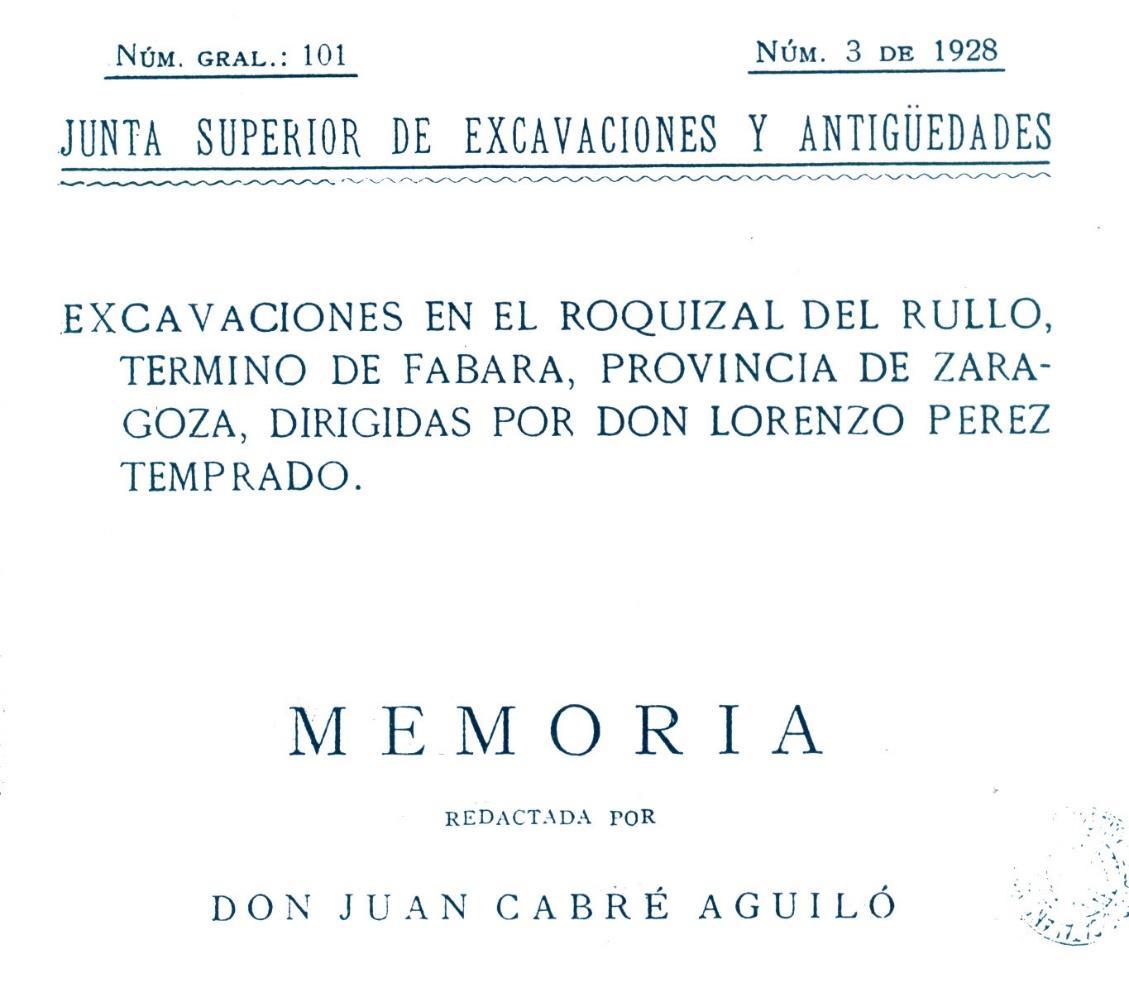 NÚM. GRAL.: 101
NÚM. 3 DE 1928
JUNTA SUPERIOR DE EXCAVACIONES Y ANTIGÜEDADES
EXCAVACIONES EN EL ROQUIZAL DEL RULLO,
TERMINO DE FABARA, PROVINCIA DE ZARA-
GOZA, DIRIGIDAS POR DON LORENZO PEREZ
TEMPRADO.
MEMORIA
REDACTADA POR
DON JUAN CABRÉ AGUILÓ